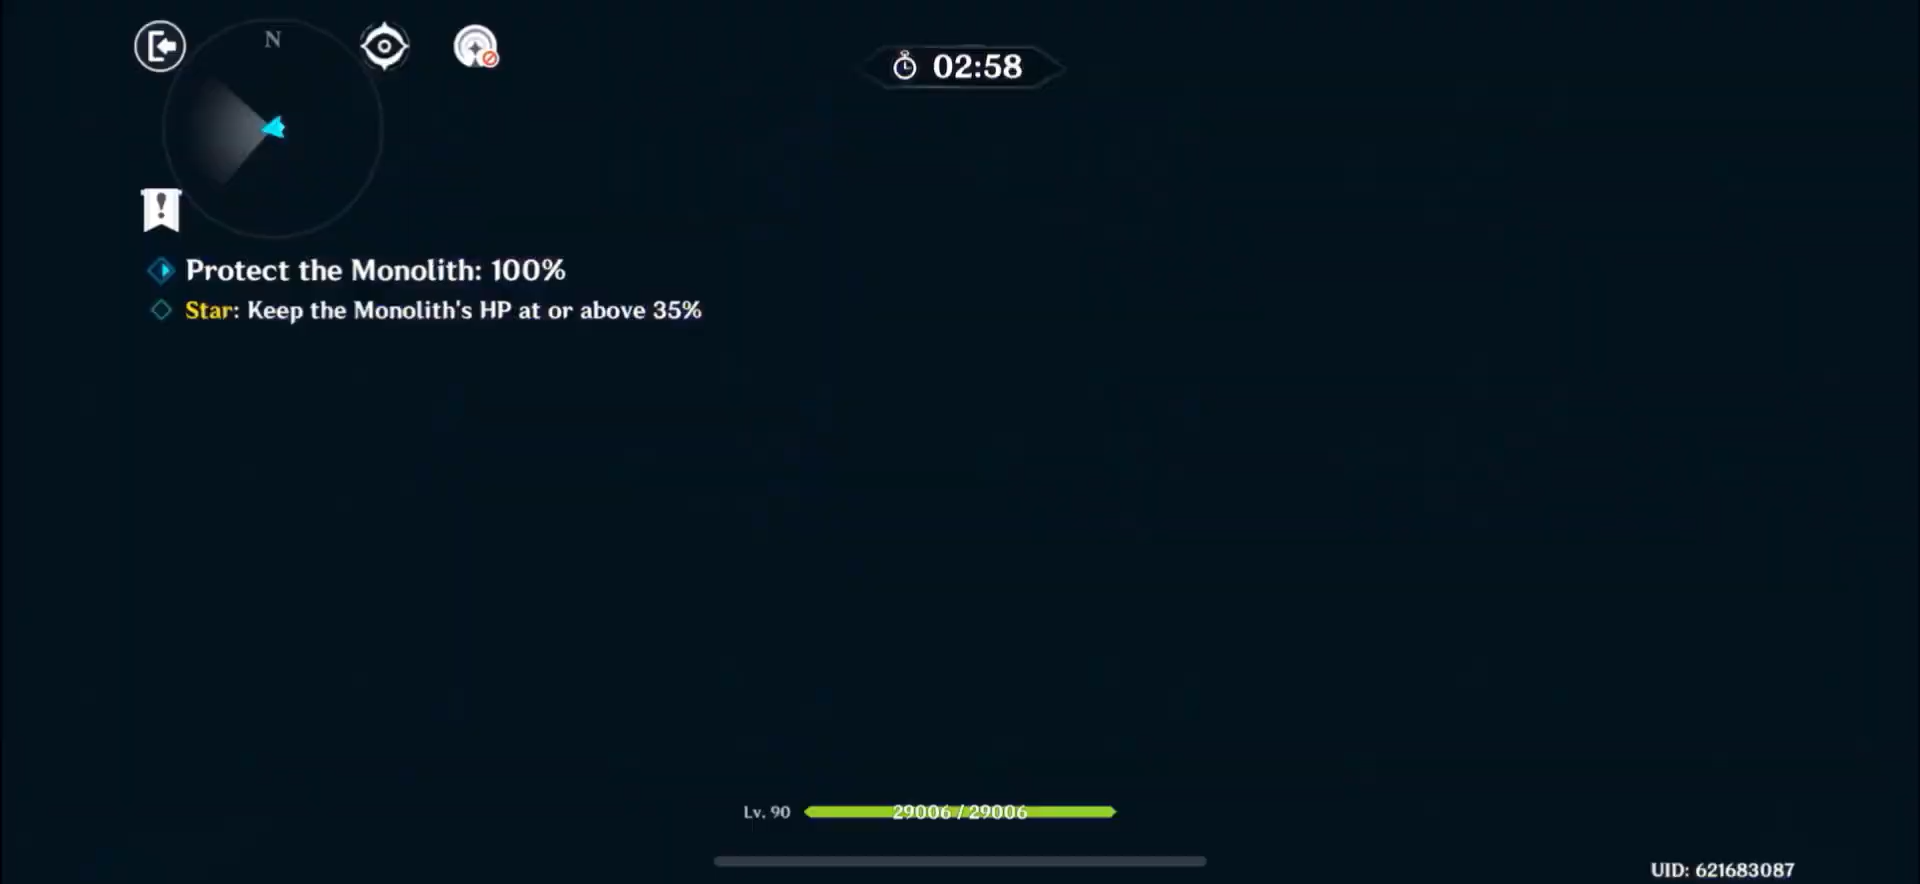 N
02:58
Protect the Monolith: 100%
Star: Keep the Monolith's HP at or above 35%
Lv. 90 29006 / 29006
UID: 621683087